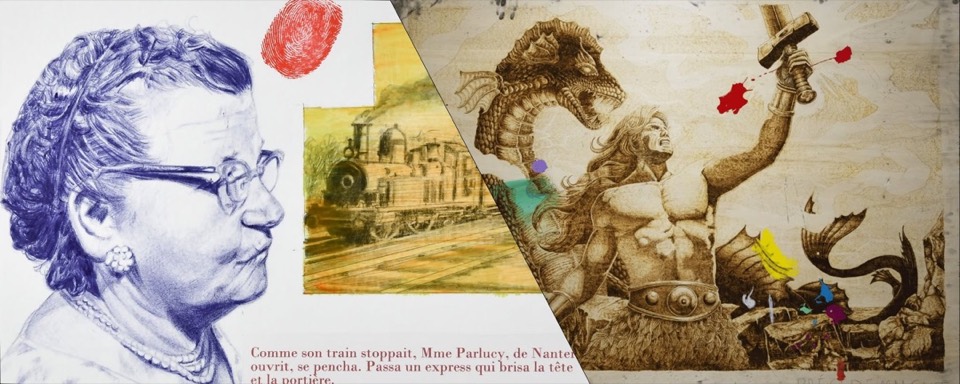 Comme son train stoppait, Mme Parlucy, de Nanter
ouvrit, se pencha. Passa un express qui brisa la tête
et la portière.